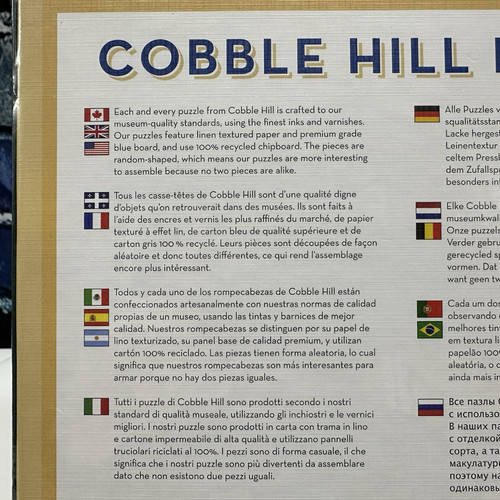 COBBLE HILL
Each and every puzzle from Cobble Hill is crafted to our
museum-quality standards, using the finest inks and varnishes.
Our puzzles feature linen textured paper and premium grade
blue board, and use 100% recycled chipboard. The pieces are
random-shaped, which means our puzzles are more interesting
to assemble because no two pieces are alike.
Tous les casse-têtes de Cobble Hill sont d'une qualité digne
d'objets qu'on retrouverait dans des musées. Ils sont faits à
l'aide des encres et vernis les plus raffinés du marché, de papier
texturé à effet lin, de carton bleu de qualité supérieure et de
carton gris 100 % recyclé. Leurs pièces sont découpées de façon
aléatoire et donc toutes différentes, ce qui rend l'assemblage
encore plus intéressant.
Todos y cada uno de los rompecabezas de Cobble Hill están
confeccionados artesanalmente con nuestras normas de calidad
propias de un museo, usando las tintas y barnices de mejor
calidad. Nuestros rompecabezas se distinguen por su papel de
lino texturizado, su panel base de calidad premium, y utilizan
cartón 100% reciclado. Las piezas tienen forma aleatoria, lo cual
significa que nuestros rompecabezas son más interesantes para
armar porque no hay dos piezas iguales.
Tutti i puzzle di Cobble Hill sono prodotti secondo i nostri
standard di qualità museale, utilizzando gli inchiostri e le vernici
migliori. I nostri puzzle sono prodotti in carta con trama in lino
e cartone impermeabile di alta qualità e utilizzano pannelli
truciolari riciclati al 100%. I pezzi sono di forma casuale, il che
significa che i nostri puzzle sono più divertenti da assemblare
dato che non esistono due pezzi uguali.
Alle Puzzles
squalitätsstan
Lacke herges
Leinentextur
celtem Press
dem Zufalls
besonders in
Elke Cobble
museumkwal
Onze puzzels
Verder gebru
gerecycled s
vormen. Dat
want geen tw
Cada um dos
observando
melhores tin
em textura li
papelão 100
aleatória, o
ainda mais in
Все пазлы
с использо
В наших па
с отделкой
сорта, а та
макулатур
поэтому на
одинаковы